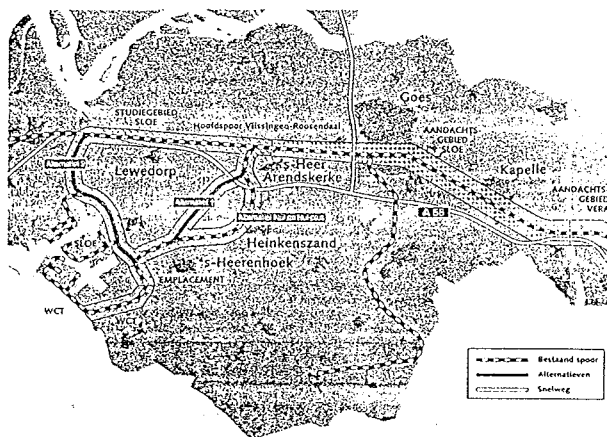 Goes
STUDIEGEBIED
SLOE
Hoofdspoor Vlissingen-Roosendaal
AANDACHTS
GEBIED
SLOE
Lewedorp
's-Heer
Arendskerke
Kapelle
AANDACHTS
GEBIED
VERA
A 58
SLOE
Heinkenszand
's-Heerenhoek
EMPLACEMENT
WCT
Bestaand spoor
Alternatieven
Snelweg